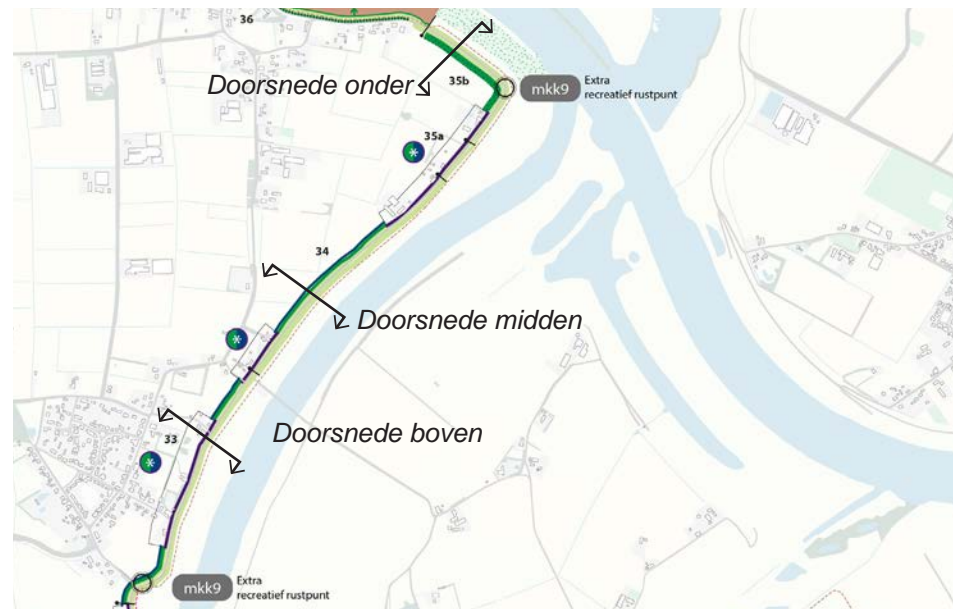 36
Doorsnede onder
35b
mkk9
Extra
recreatief rustpunt
35a
34
Doorsnede midden
Doorsnede boven
33
mkk9
Extra
recreatief rustpunt